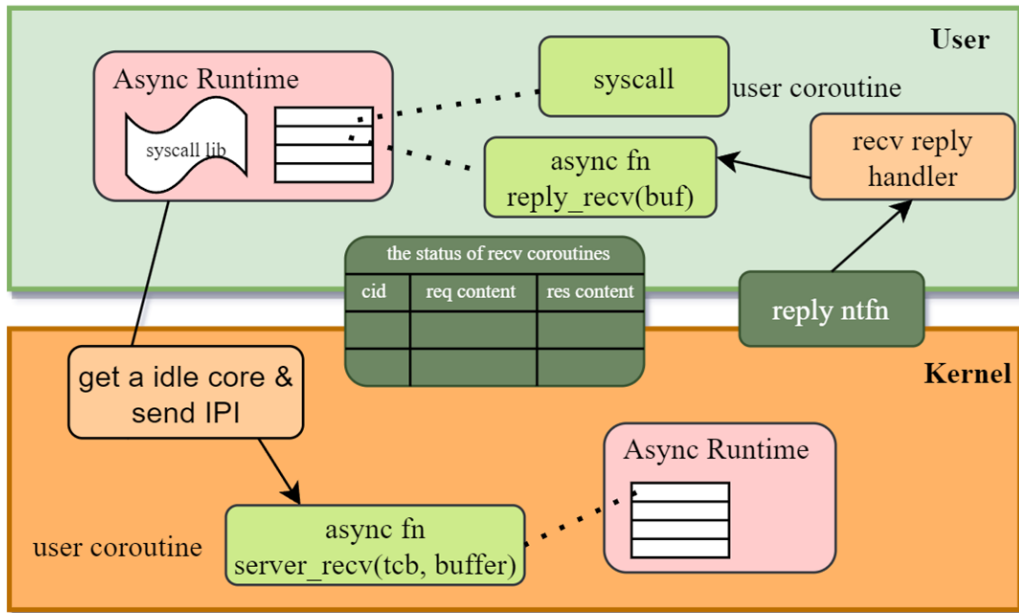 User
Async Runtime
syscall lib
syscall
user coroutine
async fn
reply_recv(buf)
recv reply
handler
the status of recv coroutines
cid req content res content
reply ntfn
Kernel
get a idle core &
send IPI
Async Runtime
user coroutine
async fn
server_recv(tcb, buffer)